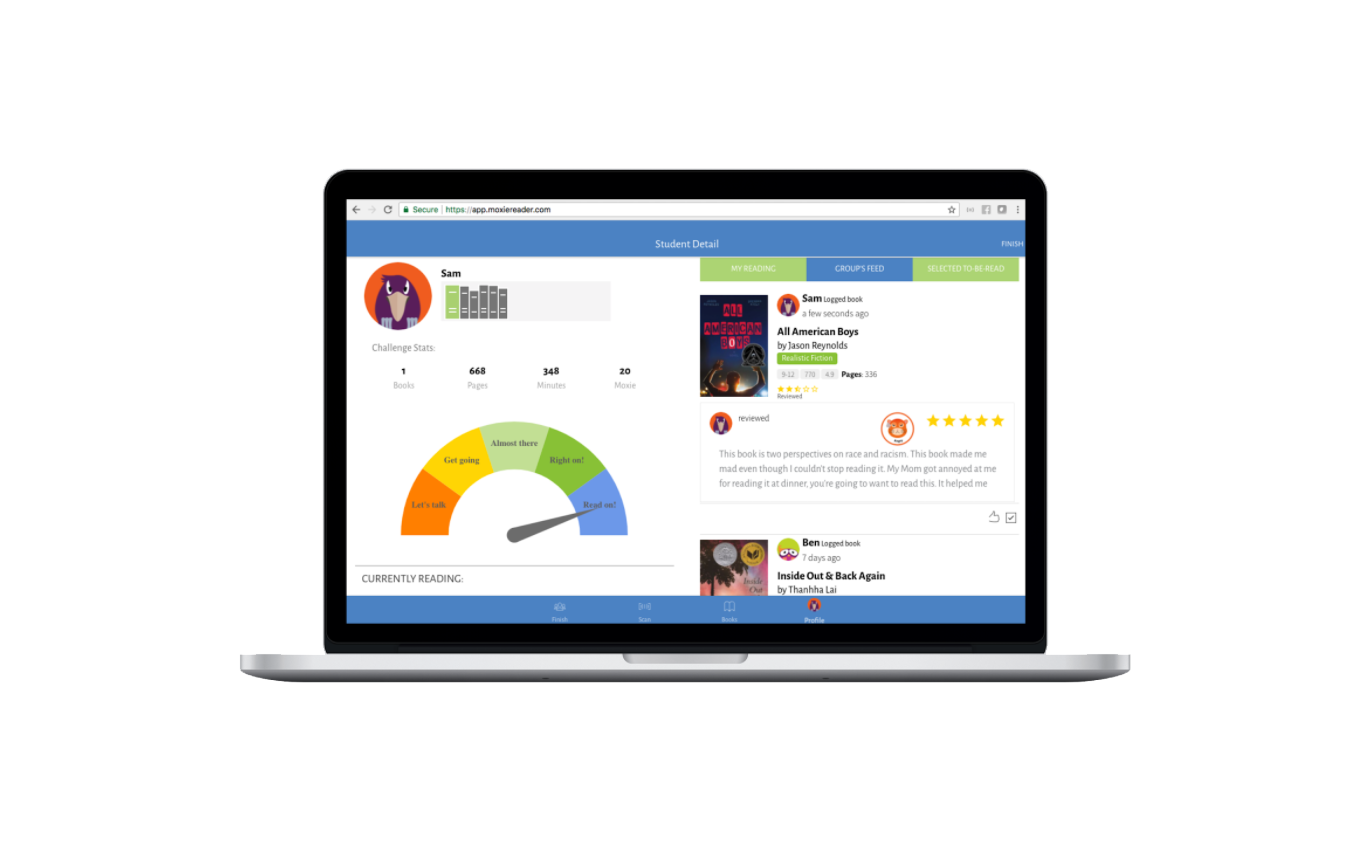 Secure https://app.moxiereader.com
Student Detail
FINISH
Sam
Challenge Stats:
1 668 348 20
Books Pages Minutes Moxie
Let's talk
Get going
Almost there
Right on!
Read on!
CURRENTLY READING:
MY READING GROUP'S FEED SELECTED TO-BE-READ
ALL
AMERICAN
BOYS
Sam Logged book
a few seconds ago
All American Boys
by Jason Reynolds
Realistic Fiction
9-12 770 4.9 Pages: 336
Reviewed
reviewed
This book is two perspectives on race and racism. This book made me
mad even though I couldn't stop reading it. My Mom got annoyed at me
for reading it at dinner, you're going to want to read this. It helped me
Inside
Out
Ben Logged book
7 days ago
Inside Out & Back Again
by Thanhha Lai
Finish Scan Books Profile